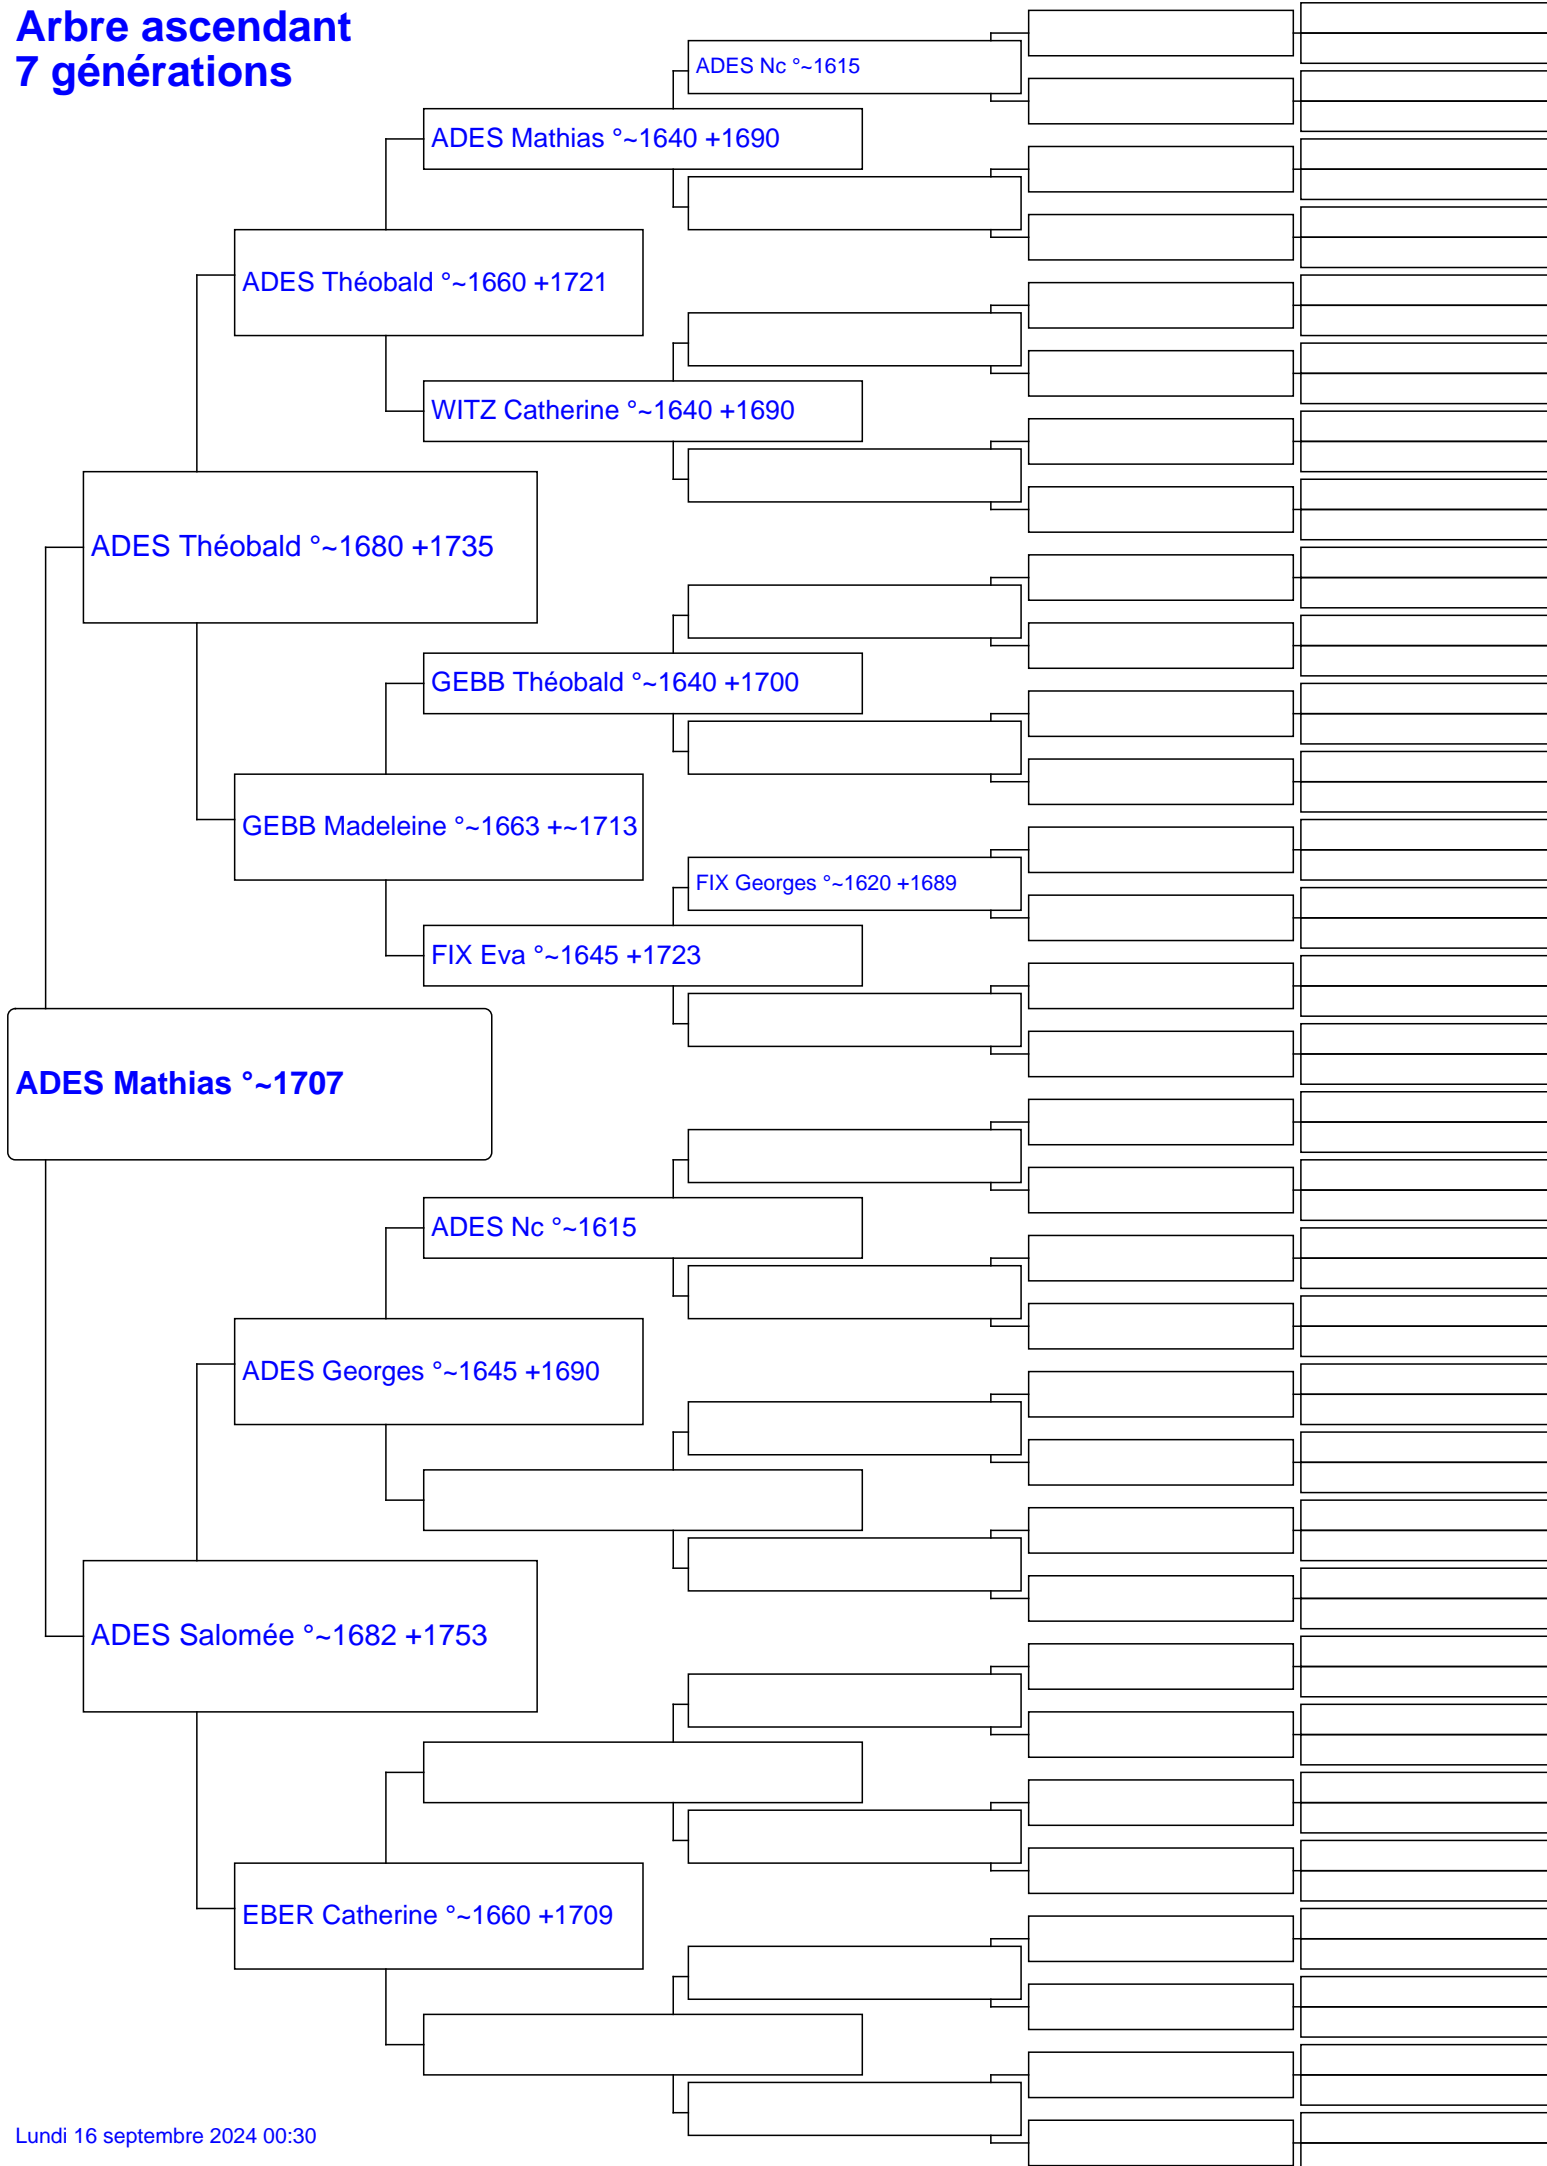 Arbre ascendant
7 générations
ADES Nc °~1615
ADES Mathias °~1640 +1690
ADES Théobald °~1660 +1721
WITZ Catherine °~1640 +1690
ADES Théobald °~1680 +1735
GEBB Théobald °~1640 +1700
GEBB Madeleine °~1663 +~1713
FIX Georges °~1620 +1689
FIX Eva °~1645 +1723
ADES Mathias °~1707
ADES Nc °~1615
ADES Georges °~1645 +1690
ADES Salomée °~1682 +1753
EBER Catherine °~1660 +1709
Lundi 16 septembre 2024 00:30